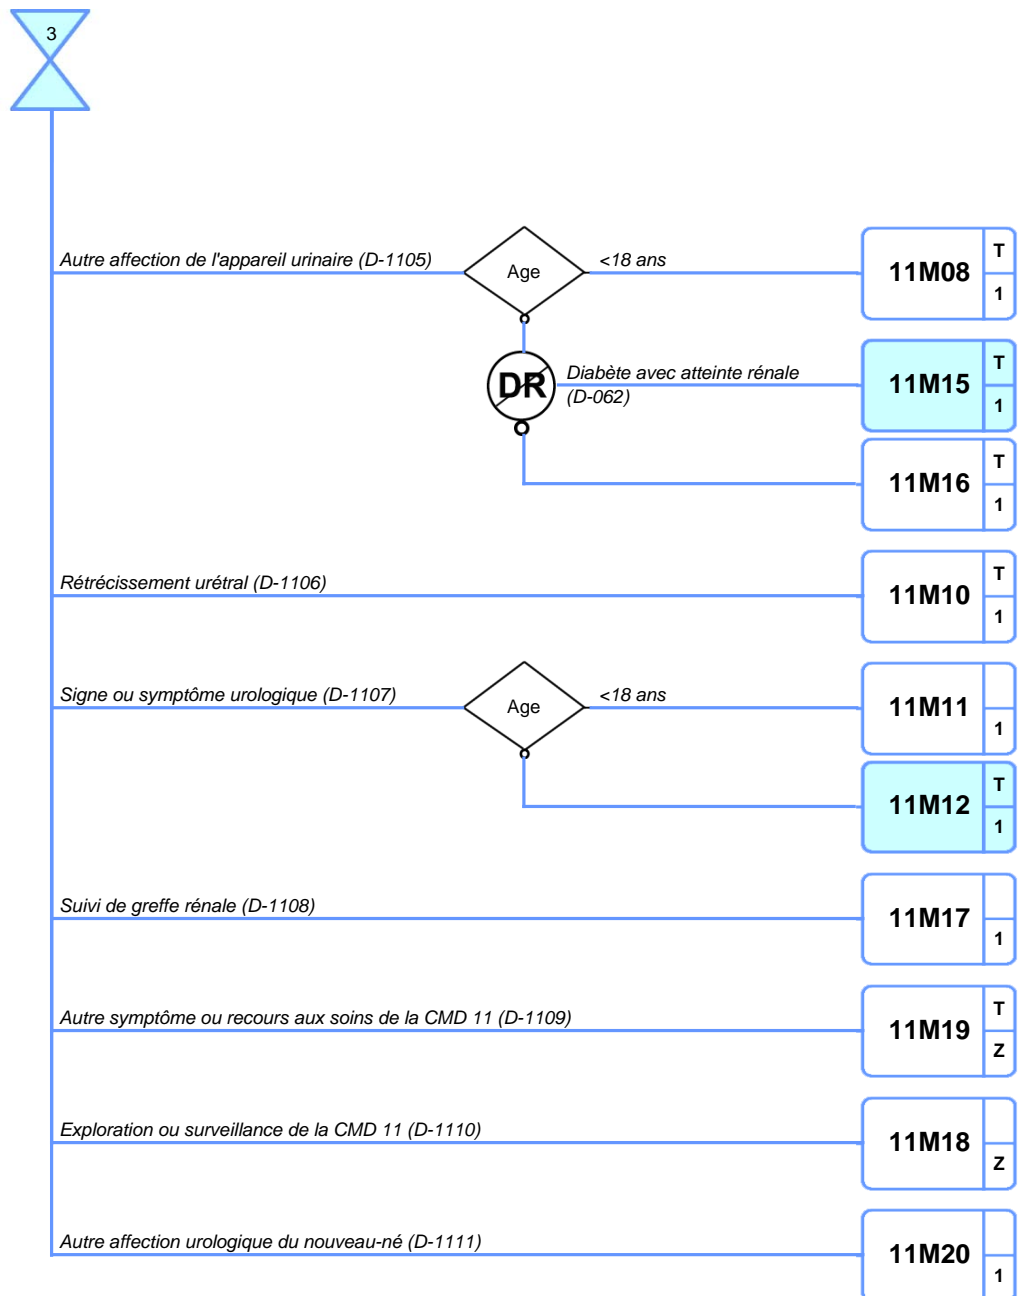 3
Autre affection de l'appareil urinaire (D-1105)
Age
<18 ans
11M08
T
1
DR
Diabète avec atteinte rénale
(D-062)
11M15
T
1
11M16
T
1
Rétrécissement urétral (D-1106)
11M10
T
1
Signe ou symptôme urologique (D-1107)
Age
<18 ans
11M11
1
11M12
T
1
Suivi de greffe rénale (D-1108)
11M17
1
Autre symptôme ou recours aux soins de la CMD 11 (D-1109)
11M19
T
Z
Exploration ou surveillance de la CMD 11 (D-1110)
11M18
Z
Autre affection urologique du nouveau-né (D-1111)
11M20
1